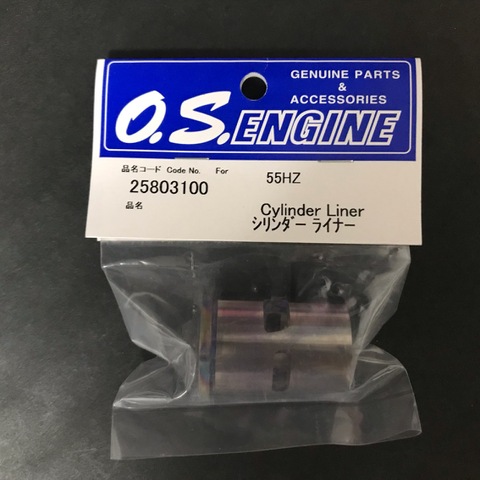 GENUINE PARTS
&
ACCESSORIES
O.S.ENGINE
品名コード Code No. For
55HZ
25803100
品名
Cylinder Liner
シリンダー ライナー